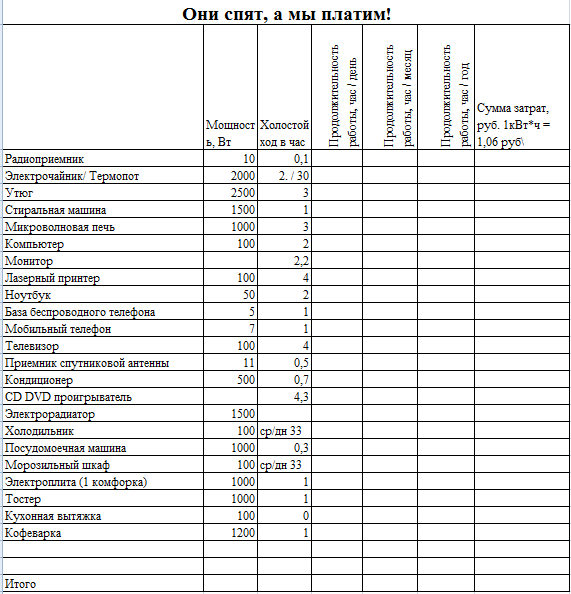 Они спят, а мы платим!
Мощност Холостой
ь, Вт ход в час
Продолжительность
работы, час / день
Продолжительность
работы, час / месяц
Продолжительность
работы, час / год
Сумма затрат,
руб. 1кВт*ч =
1,06 руб\
Радиоприемник 10 0,1
Электрочайник/ Термопот 2000 2. / 30
Утюг 2500 3
Стиральная машина 1500 1
Микроволновая печь 1000 3
Компьютер 100 2
Монитор 2,2
Лазерный принтер 100 4
Ноутбук 50 2
База беспроводного телефона 5 1
Мобильный телефон 7 1
Телевизор 100 4
Приемник спутниковой антенны 11 0,5
Кондиционер 500 0,7
CD DVD проигрыватель 4,3
Электрорадиатор 1500
Холодильник 100 ср/дн 33
Посудомоечная машина 1000 0,3
Морозильный шкаф 100 ср/дн 33
Электроплита (1 комфорка) 1000 1
Тостер 1000 1
Кухонная вытяжка 100 0
Кофеварка 1200 1
Итого